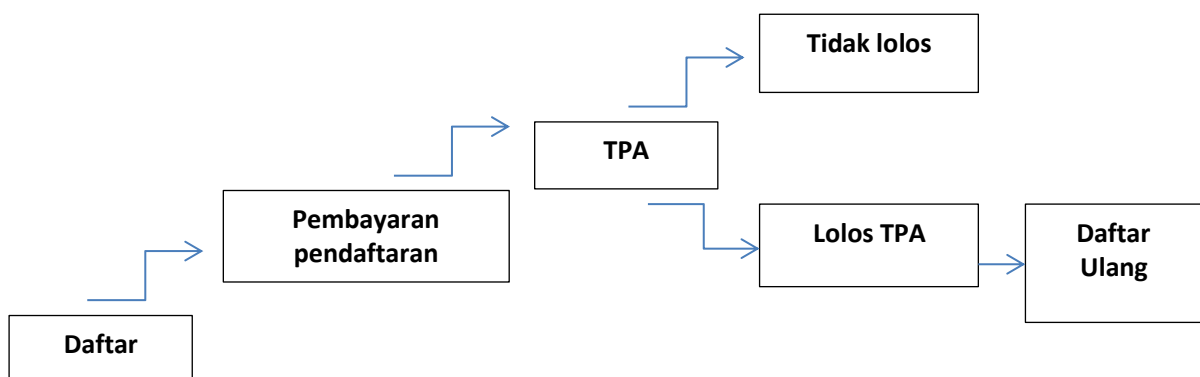 Daftar
Pembayaran
pendaftaran
TPA
Tidak lolos
Lolos TPA
Daftar
Ulang